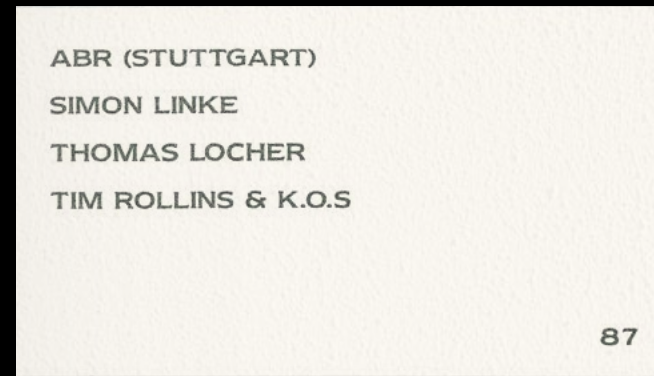 ABR (STUTTGART)
SIMON LINKE
THOMAS LOCHER
TIM ROLLINS & K.O.S
87